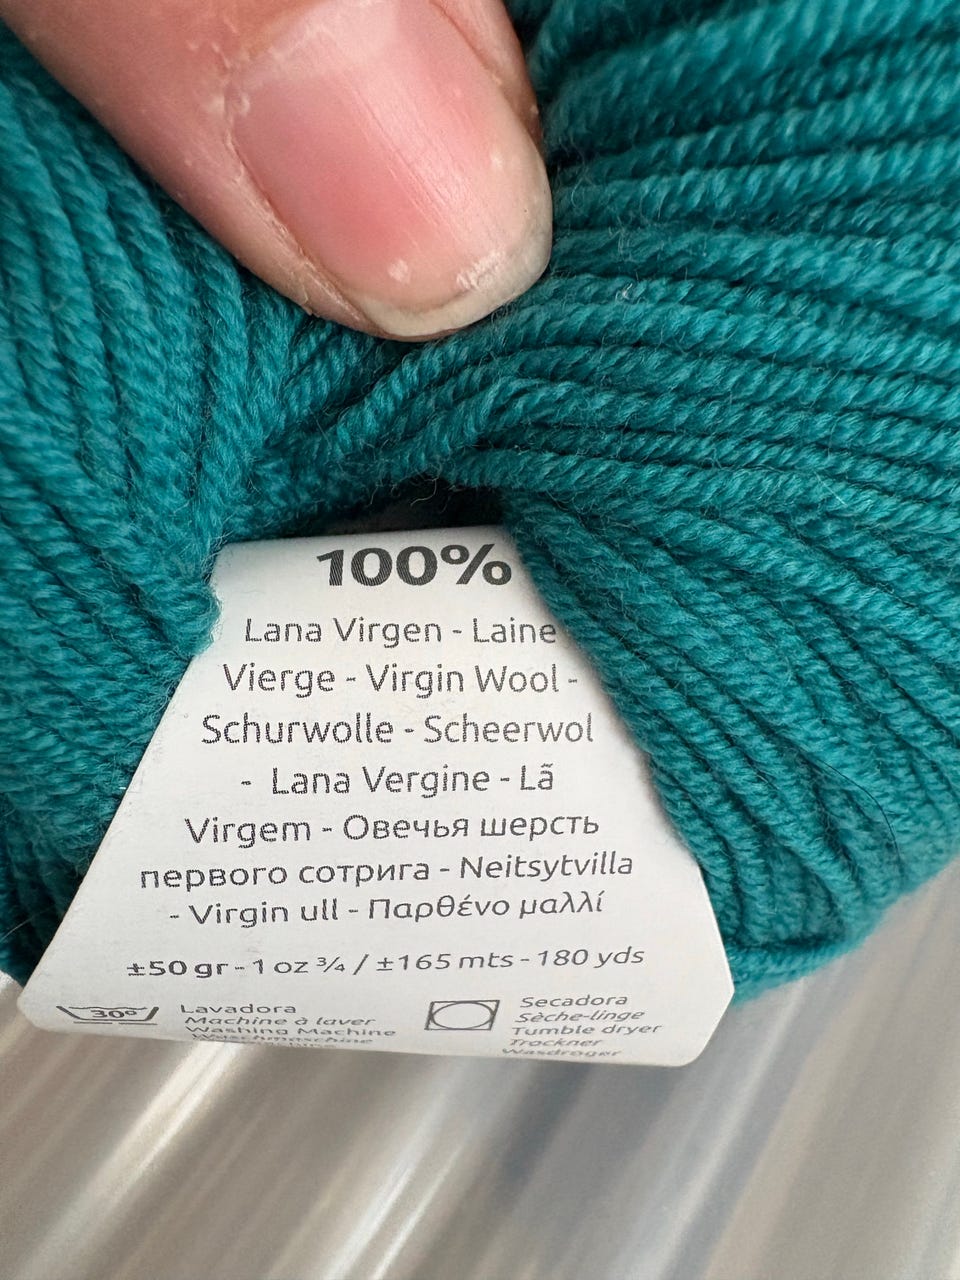 100%
Lana Virgen - Laine
Vierge - Virgin Wool -
Schurwolle - Scheerwol
- Lana Vergine - Lã
Virgem - Овечья шерсть
первого сотрига - Neitsytvilla
- Virgin ull - Παρθένο μαλλί
±50 gr - 1 oz ¾ / ±165 mts - 180 yds
30° Lavadora Secadora
Machine à laver Sèche-linge
Washing Machine Tumble dryer
Waschmaschine Trockner
Wasdroger